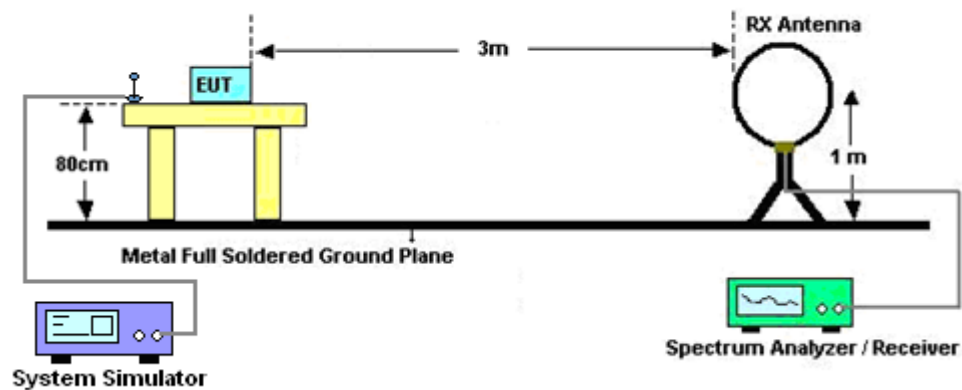 RX Antenna
3m
EUT
80cm
1 m
Metal Full Soldered Ground Plane
System Simulator
Spectrum Analyzer / Receiver